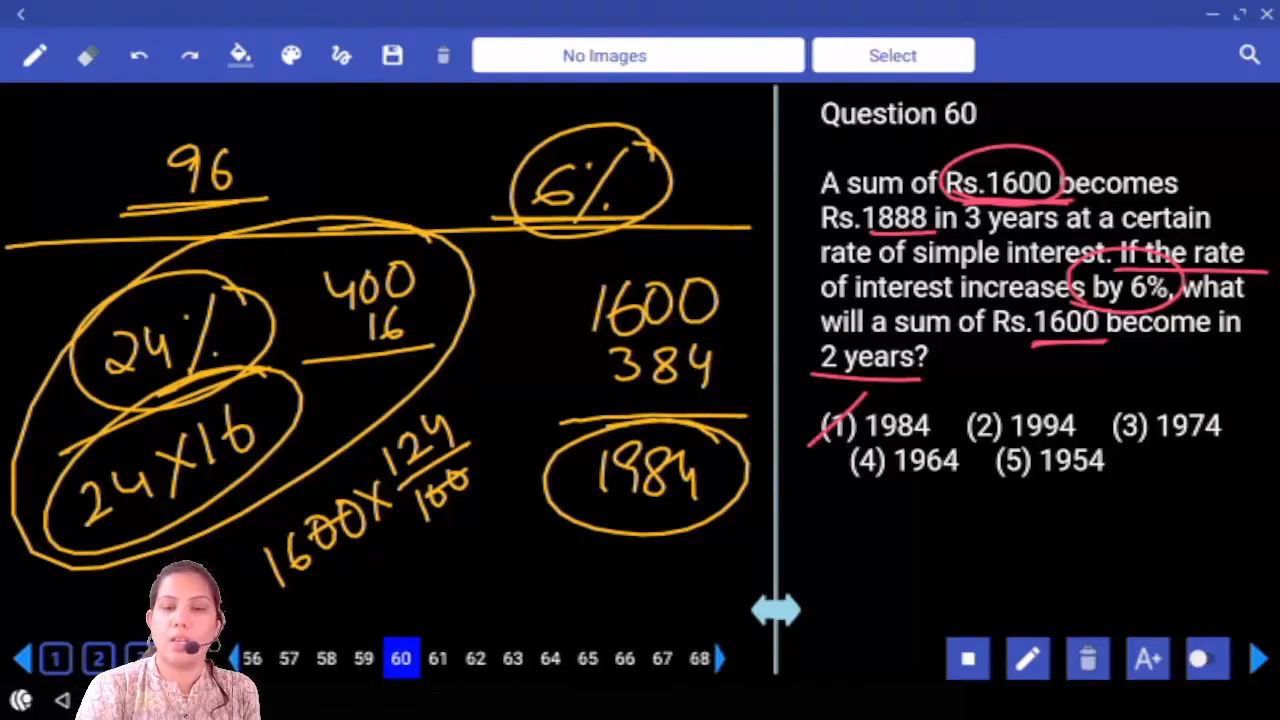 No Images
Select
96
6%
24%
400
16
24×16
1600×124/100
1600
384
1984
Question 60
A sum of Rs.1600 becomes
Rs.1888 in 3 years at a certain
rate of simple interest. If the rate
of interest increases by 6%, what
will a sum of Rs.1600 become in
2 years?
(1) 1984 (2) 1994 (3) 1974
(4) 1964 (5) 1954
1 2 56 57 58 59 60 61 62 63 64 65 66 67 68
A+